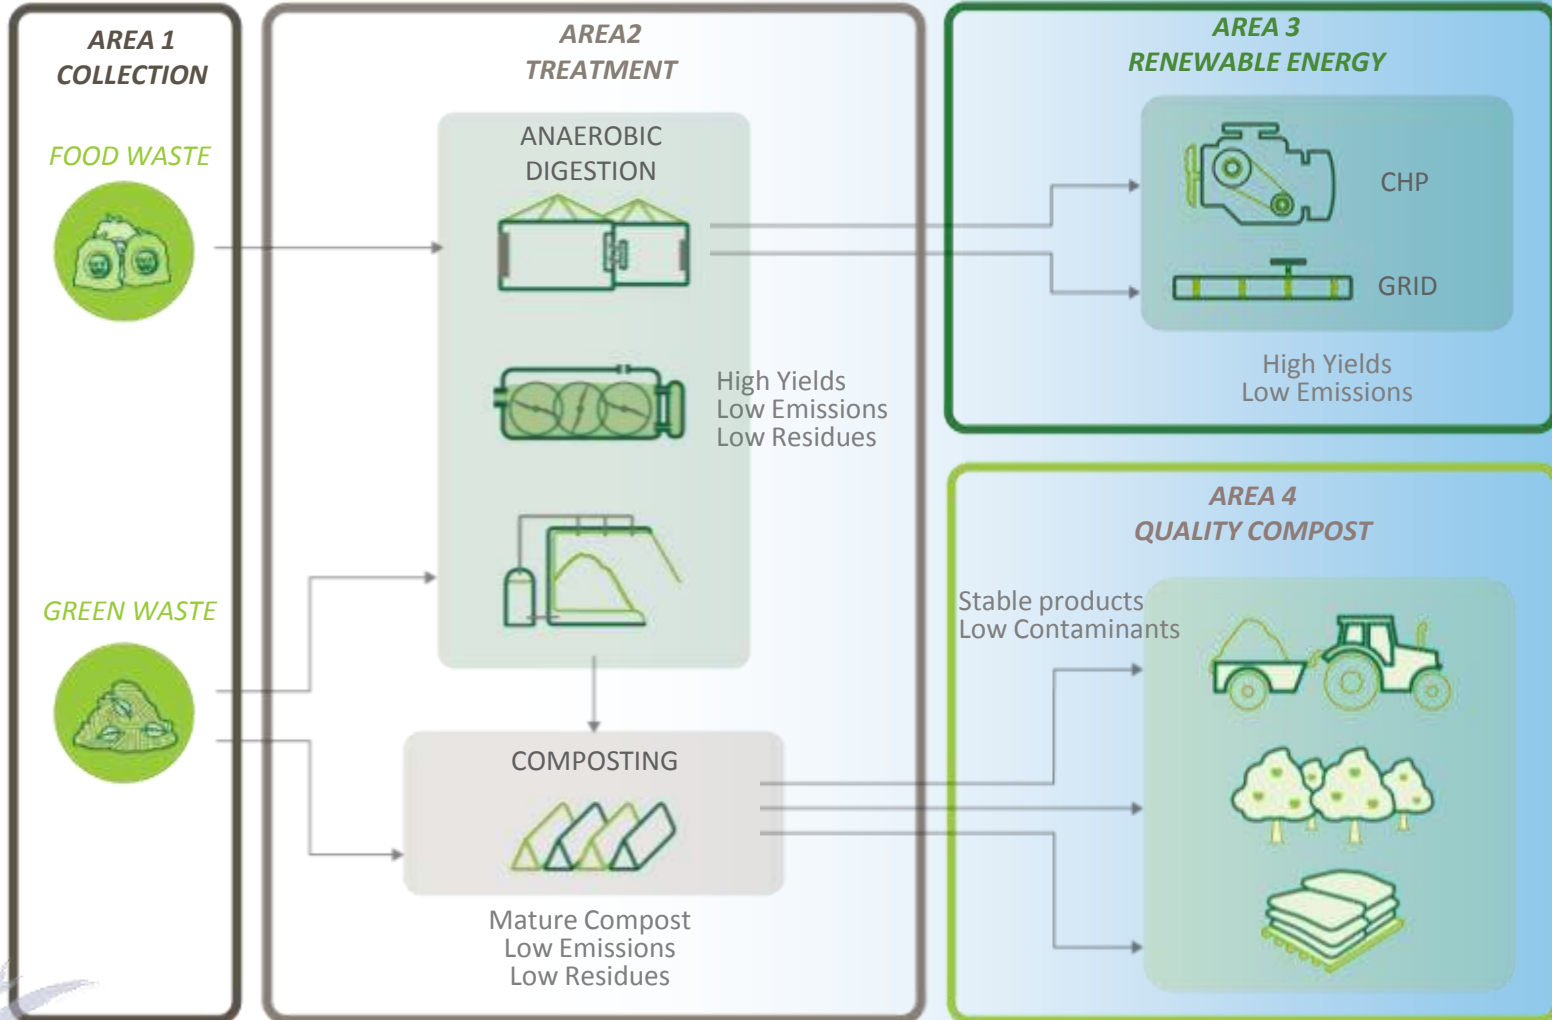 AREA 1
COLLECTION
FOOD WASTE
GREEN WASTE
AREA2
TREATMENT
ANAEROBIC
DIGESTION
High Yields
Low Emissions
Low Residues
COMPOSTING
Mature Compost
Low Emissions
Low Residues
AREA 3
RENEWABLE ENERGY
CHP
GRID
High Yields
Low Emissions
AREA 4
QUALITY COMPOST
Stable products
Low Contaminants